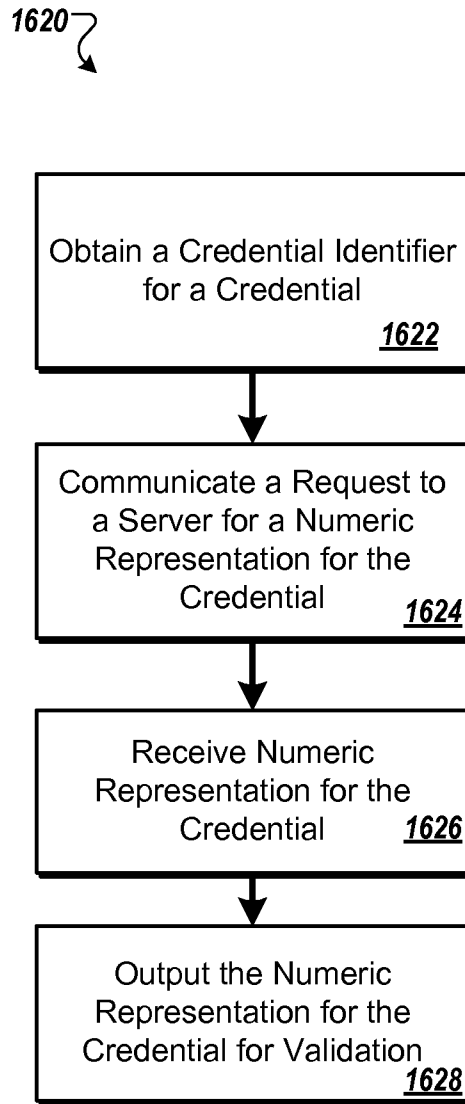 1620
Obtain a Credential Identifier
for a Credential
1622
Communicate a Request to
a Server for a Numeric
Representation for the
Credential
1624
Receive Numeric
Representation for the
Credential
1626
Output the Numeric
Representation for the
Credential for Validation
1628